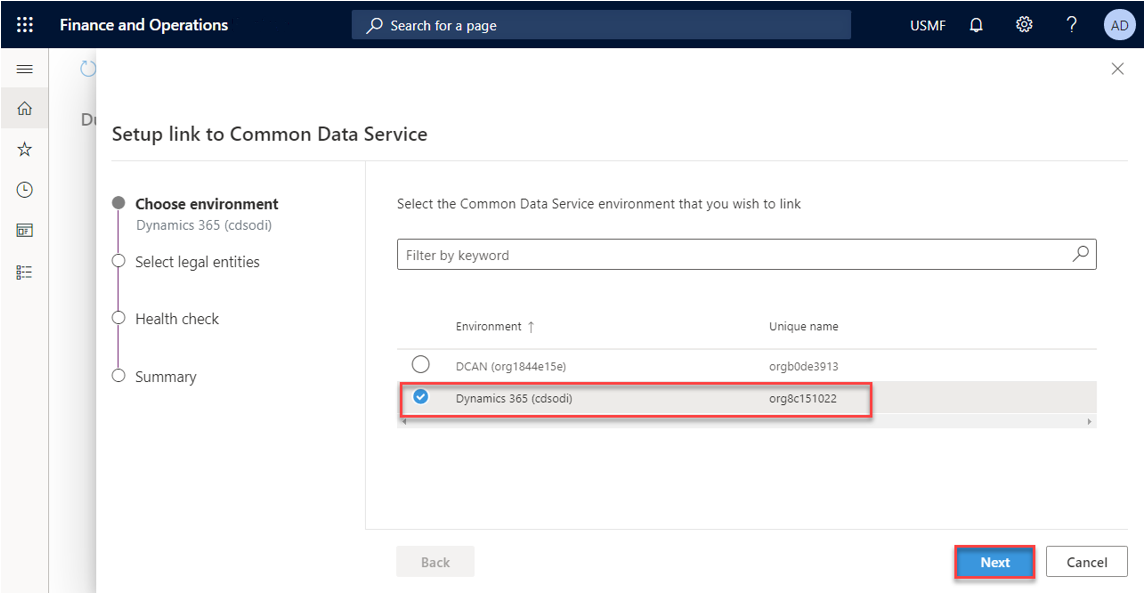 Finance and Operations
Search for a page
USMF
?
AD
Du
Setup link to Common Data Service
Choose environment
Dynamics 365 (cdsodi)
Select legal entities
Health check
Summary
Select the Common Data Service environment that you wish to link
Filter by keyword
Environment ↑ Unique name
DCAN (org1844e15e) orgb0de3913
Dynamics 365 (cdsodi) org8c151022
Back Next Cancel